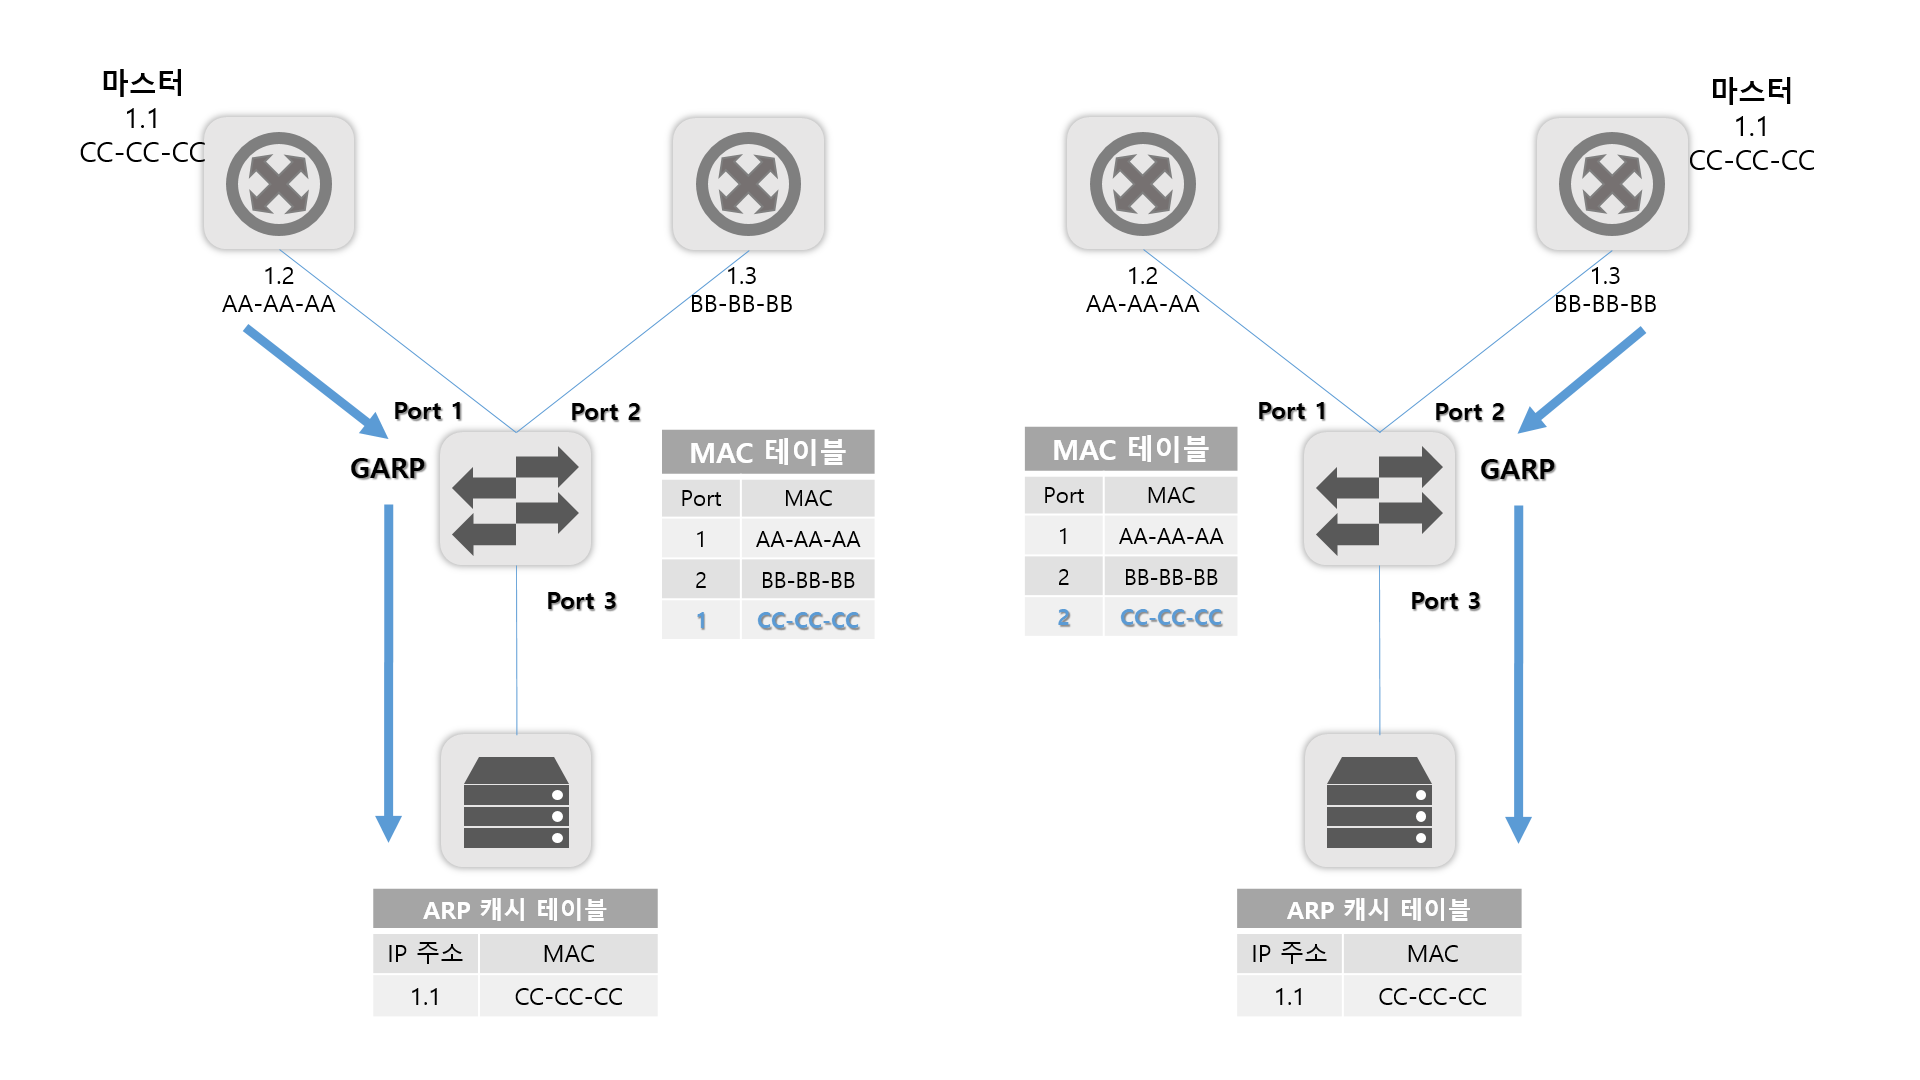 마스터
1.1
CC-CC-CC
1.2
AA-AA-AA
1.3
BB-BB-BB
Port 1
Port 2
GARP
MAC 테이블
Port MAC
1 AA-AA-AA
2 BB-BB-BB
1 CC-CC-CC
Port 3
ARP 캐시 테이블
IP 주소 MAC
1.1 CC-CC-CC
마스터
1.1
CC-CC-CC
1.2
AA-AA-AA
1.3
BB-BB-BB
Port 1
Port 2
MAC 테이블
Port MAC
1 AA-AA-AA
2 BB-BB-BB
2 CC-CC-CC
GARP
Port 3
ARP 캐시 테이블
IP 주소 MAC
1.1 CC-CC-CC